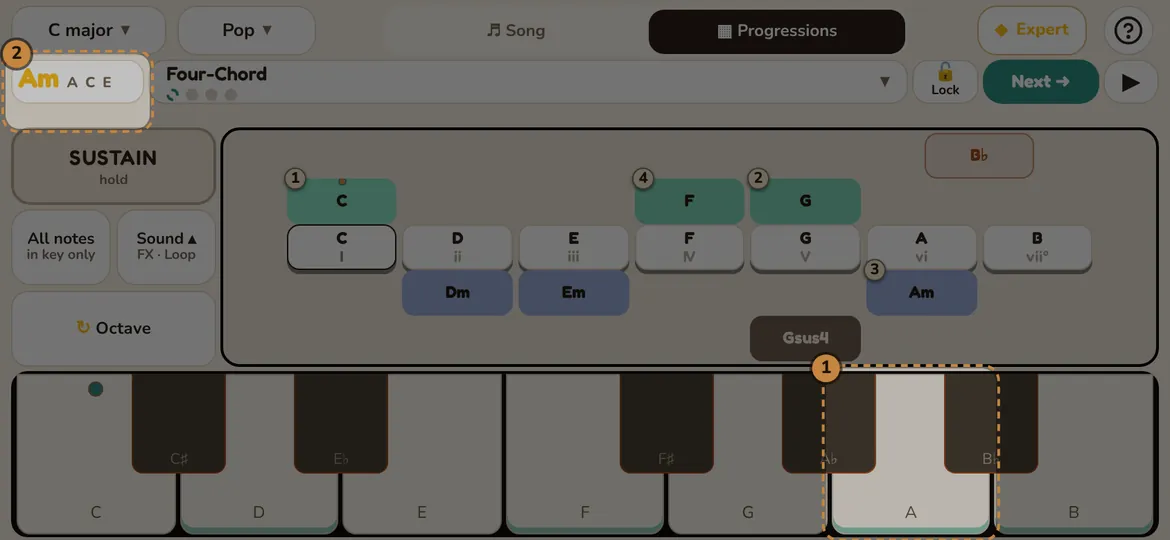 C major ▼
Pop ▼
♬ Song
▦ Progressions
◆ Expert
?
2
Am A C E
Four-Chord
▼
🔓
Lock
Next →
▶
SUSTAIN
hold
All notes
in key only
Sound ▴
FX · Loop
↻ Octave
B♭
1
C
4
F
2
G
C
I
D
ii
E
iii
F
IV
G
V
A
vi
B
vii°
Dm
Em
3
Am
Gsus4
1
C♯
E♭
F♯
A♭
B♭
C
D
E
F
G
A
B